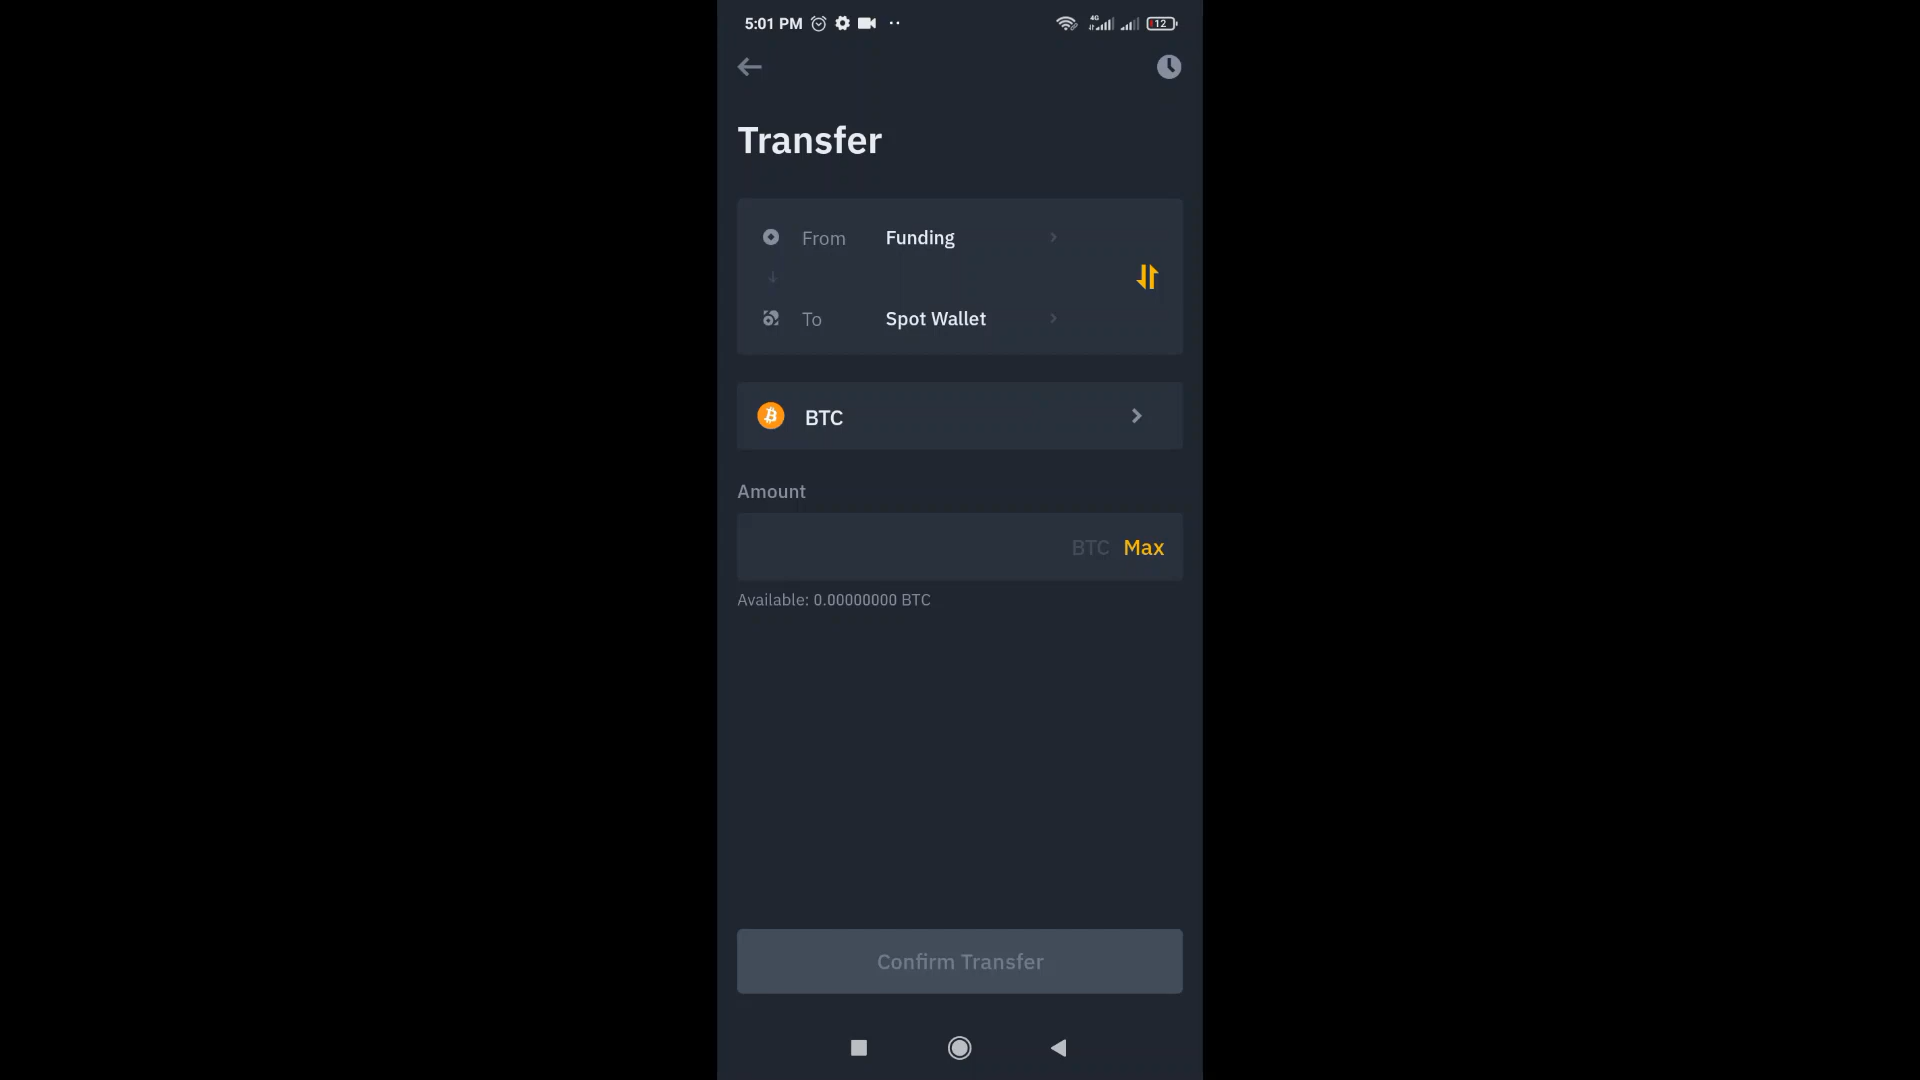 5:01 PM
4G
12
Transfer
From Funding
To Spot Wallet
BTC
Amount
BTC Max
Available: 0.00000000 BTC
Confirm Transfer